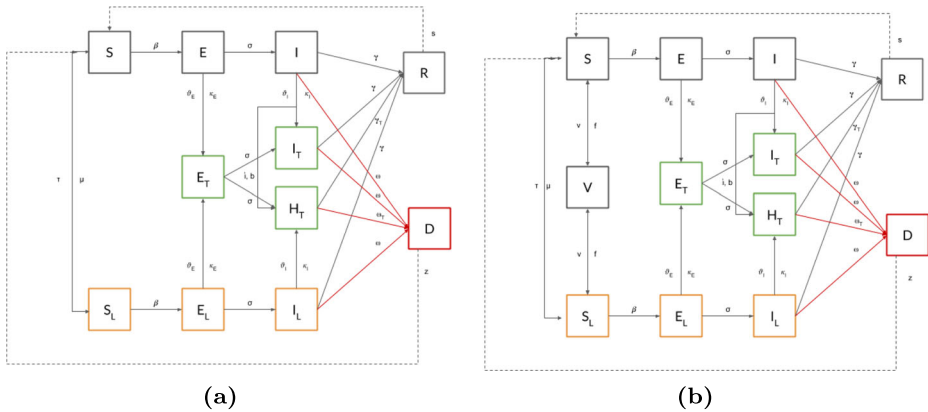 s
S β E σ I γ R
ϑE κE ϑI κI γ
γT
σ IT γ
ET i, b ω
τ μ σ HT ω
ωT D
ϑE κE ϑI κI ω z
SL β EL σ IL
(a)
s
S β E σ I γ R
ϑE κE ϑI κI γ
v f γT
σ IT γ
V ET i, b ω
τ μ σ HT ω
ωT D
v f ϑE κE ϑI κI ω z
SL β EL σ IL
(b)